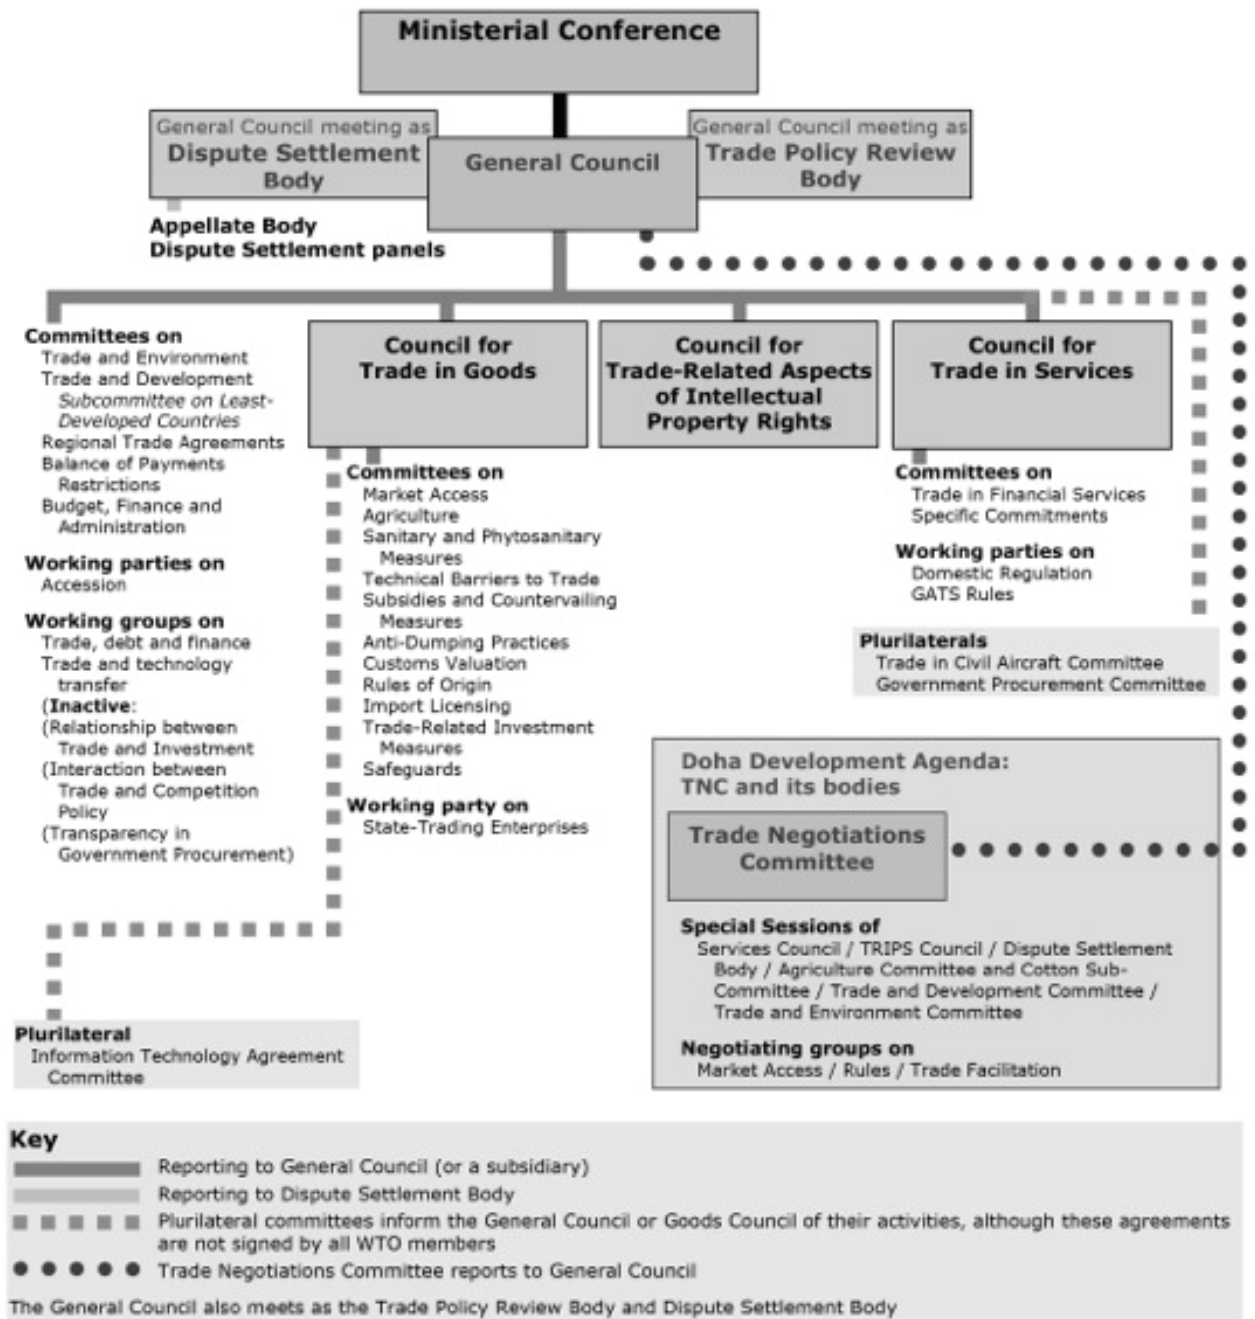 Ministerial Conference
General Council meeting as
Dispute Settlement
Body
General Council
General Council meeting as
Trade Policy Review
Body
Appellate Body
Dispute Settlement panels
Committees on
Trade and Environment
Trade and Development
Subcommittee on Least-
Developed Countries
Regional Trade Agreements
Balance of Payments
Restrictions
Budget, Finance and
Administration
Working parties on
Accession
Working groups on
Trade, debt and finance
Trade and technology
transfer
(Inactive:
(Relationship between
Trade and Investment
(Interaction between
Trade and Competition
Policy
(Transparency in
Government Procurement)
Council for
Trade in Goods
Committees on
Market Access
Agriculture
Sanitary and Phytosanitary
Measures
Technical Barriers to Trade
Subsidies and Countervailing
Measures
Anti-Dumping Practices
Customs Valuation
Rules of Origin
Import Licensing
Trade-Related Investment
Measures
Safeguards
Working party on
State-Trading Enterprises
Council for
Trade-Related Aspects
of Intellectual
Property Rights
Council for
Trade in Services
Committees on
Trade in Financial Services
Specific Commitments
Working parties on
Domestic Regulation
GATS Rules
Plurilaterals
Trade in Civil Aircraft Committee
Government Procurement Committee
Doha Development Agenda:
TNC and its bodies
Trade Negotiations
Committee
Special Sessions of
Services Council / TRIPS Council / Dispute Settlement
Body / Agriculture Committee and Cotton Sub-
Committee / Trade and Development Committee /
Trade and Environment Committee
Negotiating groups on
Market Access / Rules / Trade Facilitation
Plurilateral
Information Technology Agreement
Committee
Key
Reporting to General Council (or a subsidiary)
Reporting to Dispute Settlement Body
Plurilateral committees inform the General Council or Goods Council of their activities, although these agreements
are not signed by all WTO members
Trade Negotiations Committee reports to General Council
The General Council also meets as the Trade Policy Review Body and Dispute Settlement Body